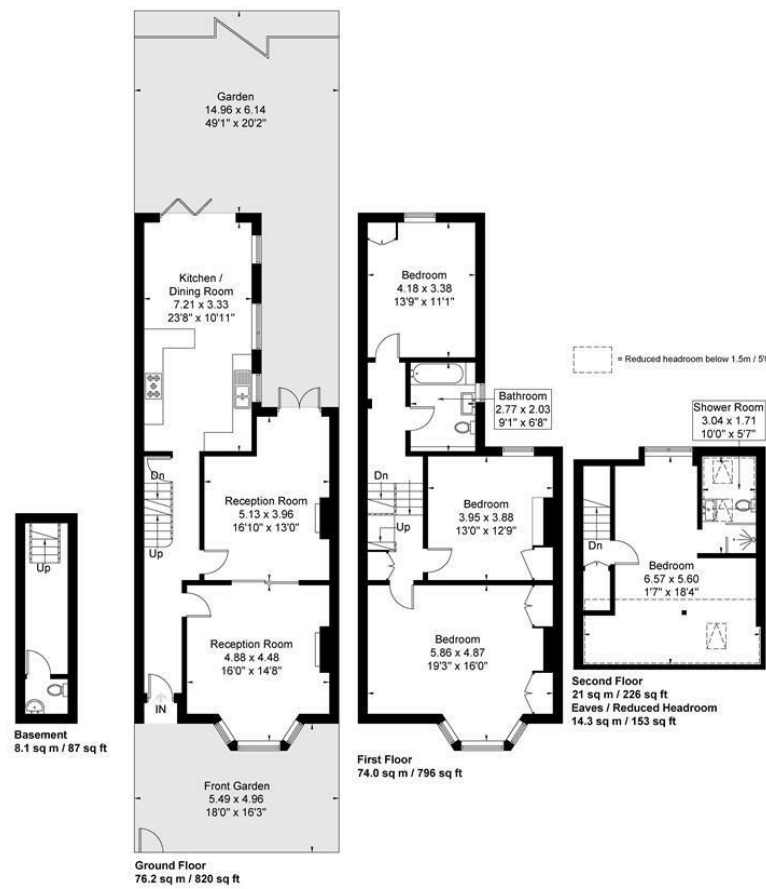 Garden
14.96 x 6.14
49'1" x 20'2"
Kitchen /
Dining Room
7.21 x 3.33
23'8" x 10'11"
Dn
Up
Reception Room
5.13 x 3.96
16'10" x 13'0"
Reception Room
4.88 x 4.48
16'0" x 14'8"
IN
Front Garden
5.49 x 4.96
18'0" x 16'3"
Ground Floor
76.2 sq m / 820 sq ft
Up
Basement
8.1 sq m / 87 sq ft
Bedroom
4.18 x 3.38
13'9" x 11'1"
Bathroom
2.77 x 2.03
9'1" x 6'8"
Dn
Up
Bedroom
3.95 x 3.88
13'0" x 12'9"
Bedroom
5.86 x 4.87
19'3" x 16'0"
First Floor
74.0 sq m / 796 sq ft
= Reduced headroom below 1.5m / 5'
Shower Room
3.04 x 1.71
10'0" x 5'7"
Dn
Bedroom
6.57 x 5.60
1'7" x 18'4"
Second Floor
21 sq m / 226 sq ft
Eaves / Reduced Headroom
14.3 sq m / 153 sq ft